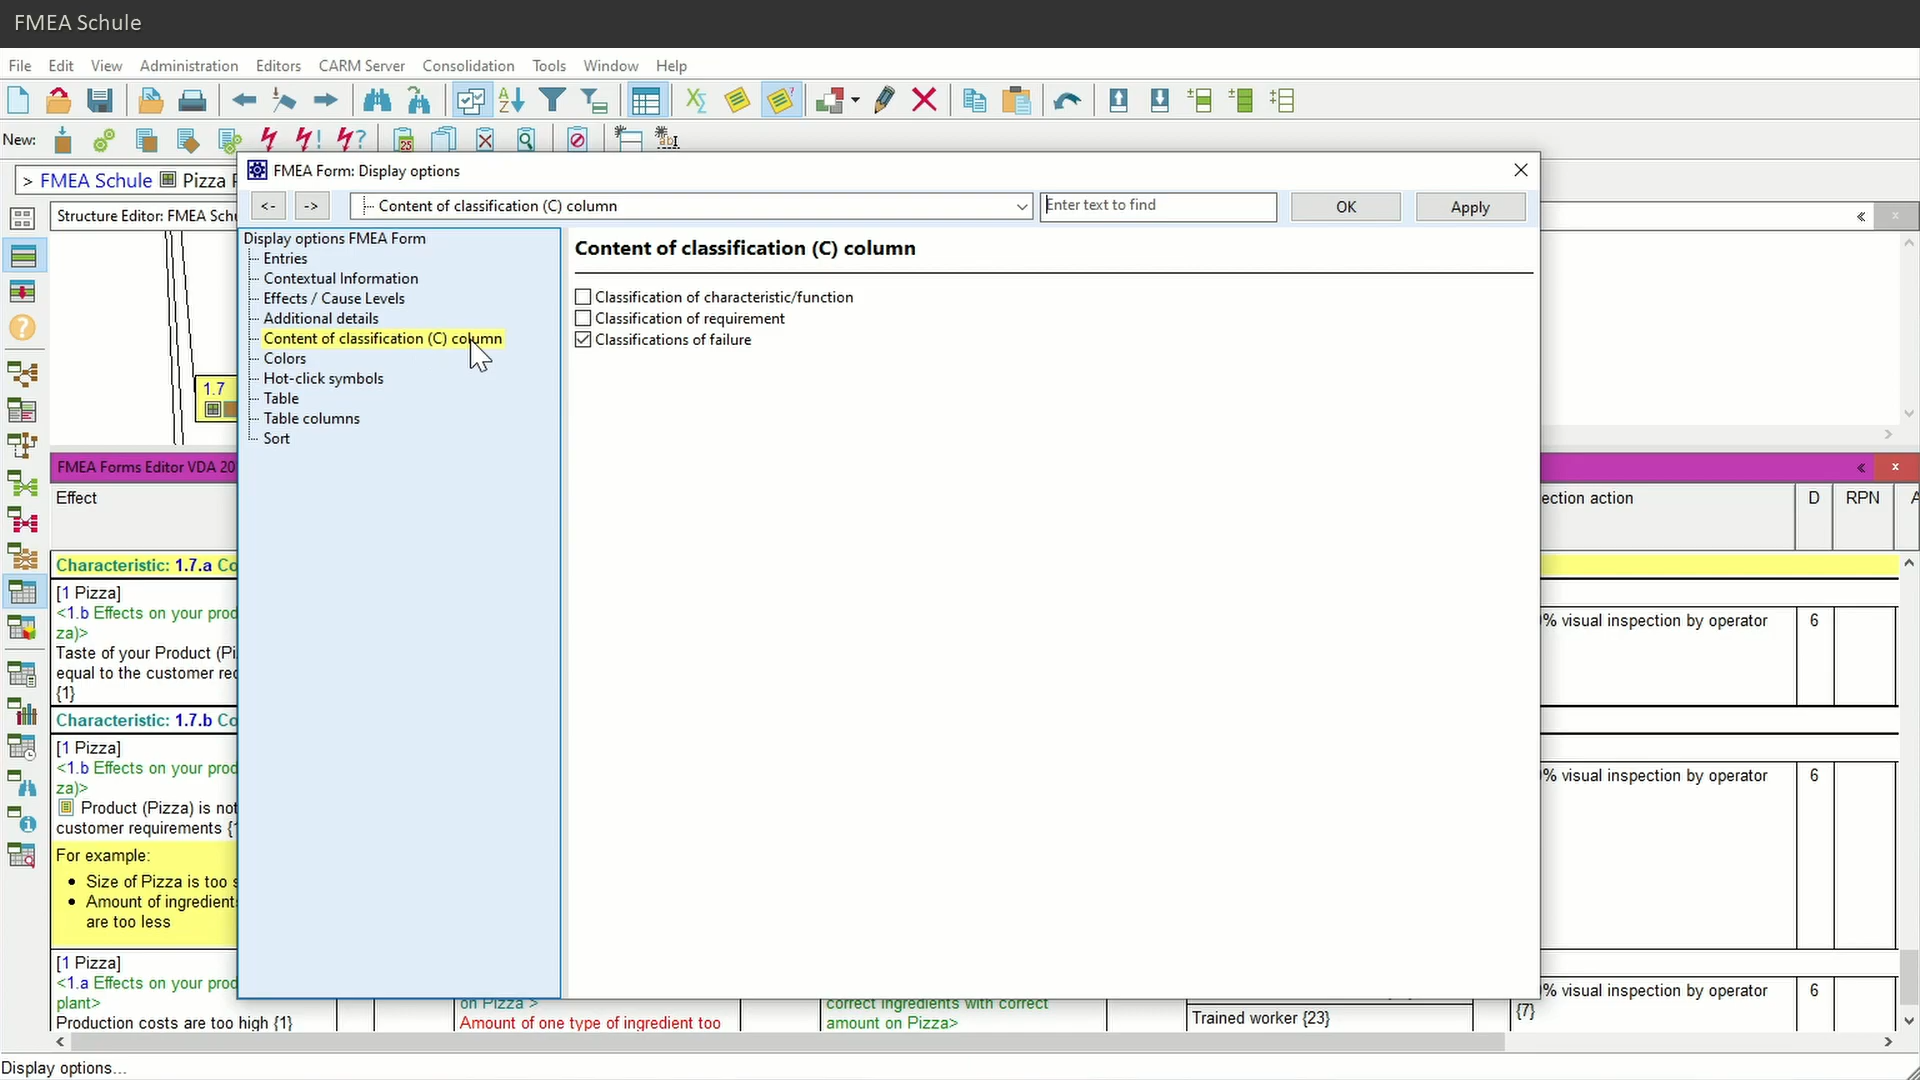 FMEA Schule
File Edit View Administration Editors CARM Server Consolidation Tools Window Help
New:
> FMEA Schule Pizza
FMEA Form: Display options
<- -> Content of classification (C) column Enter text to find OK Apply
Structure Editor: FMEA Schu
Display options FMEA Form
Entries
Contextual Information
Effects / Cause Levels
Additional details
Content of classification (C) column
Colors
Hot-click symbols
Table
Table columns
Sort
Content of classification (C) column
Classification of characteristic/function
Classification of requirement
Classifications of failure
1.7
FMEA Forms Editor VDA 20
Effect
ection action D RPN A
Characteristic: 1.7.a Co
[1 Pizza]
<1.b Effects on your prod
za)>
Taste of your Product (Pi
equal to the customer rec
{1}
% visual inspection by operator 6
Characteristic: 1.7.b Co
[1 Pizza]
<1.b Effects on your prod
za)>
Product (Pizza) is not
customer requirements {1
% visual inspection by operator 6
For example:
• Size of Pizza is too s
• Amount of ingredient
are too less
[1 Pizza]
<1.a Effects on your prod
plant>
Production costs are too high {1}
on Pizza >
Amount of one type of ingredient too
correct ingredients with correct
amount on Pizza>
Trained worker {23}
% visual inspection by operator 6
{7}
Display options...